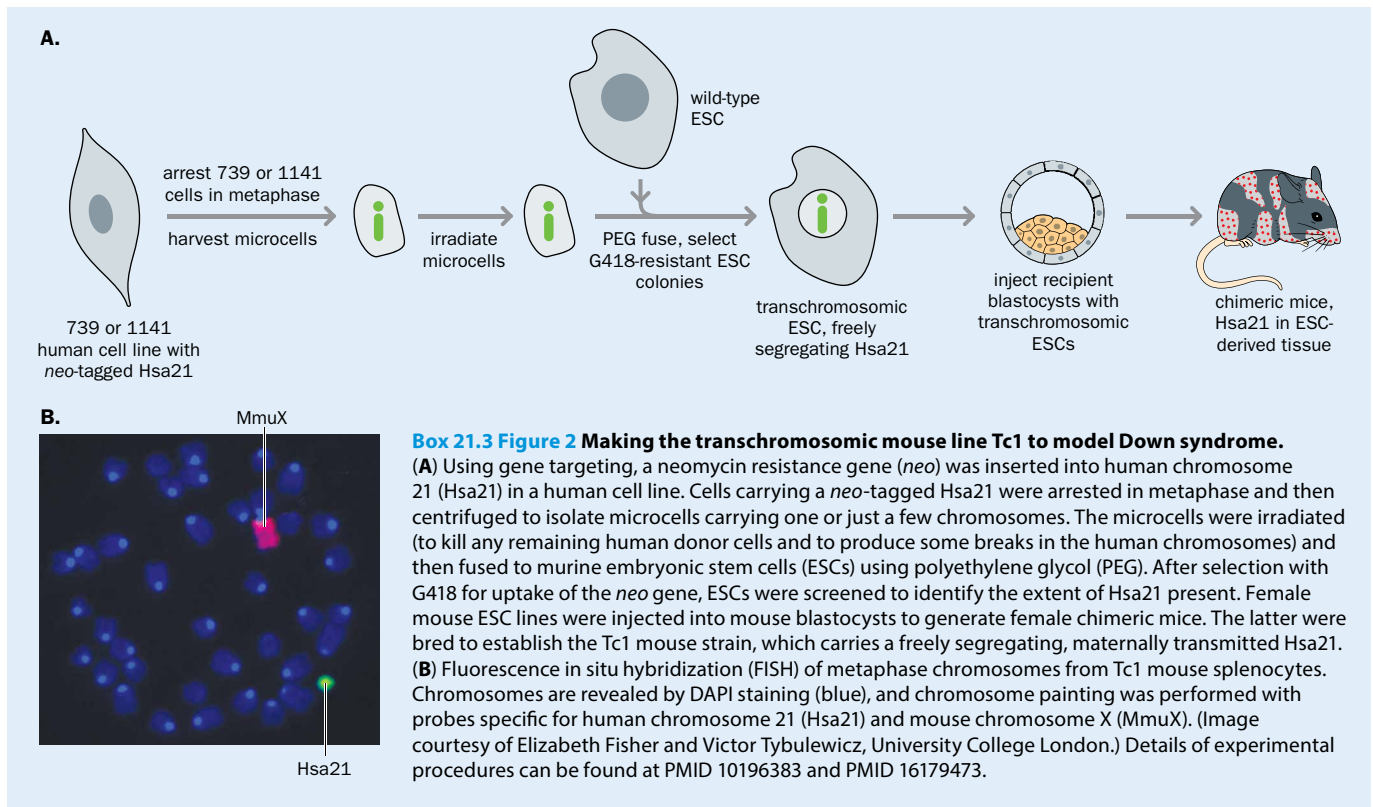 A.
wild-type
ESC
arrest 739 or 1141
cells in metaphase
harvest microcells
irradiate
microcells
PEG fuse, select
G418-resistant ESC
colonies
739 or 1141
human cell line with
neo-tagged Hsa21
transchromosomic
ESC, freely
segregating Hsa21
inject recipient
blastocysts with
transchromosomic
ESCs
chimeric mice,
Hsa21 in ESC-
derived tissue
B.
MmuX
Hsa21
Box 21.3 Figure 2 Making the transchromosomic mouse line Tc1 to model Down syndrome.
(A) Using gene targeting, a neomycin resistance gene (neo) was inserted into human chromosome
21 (Hsa21) in a human cell line. Cells carrying a neo-tagged Hsa21 were arrested in metaphase and then
centrifuged to isolate microcells carrying one or just a few chromosomes. The microcells were irradiated
(to kill any remaining human donor cells and to produce some breaks in the human chromosomes) and
then fused to murine embryonic stem cells (ESCs) using polyethylene glycol (PEG). After selection with
G418 for uptake of the neo gene, ESCs were screened to identify the extent of Hsa21 present. Female
mouse ESC lines were injected into mouse blastocysts to generate female chimeric mice. The latter were
bred to establish the Tc1 mouse strain, which carries a freely segregating, maternally transmitted Hsa21.
(B) Fluorescence in situ hybridization (FISH) of metaphase chromosomes from Tc1 mouse splenocytes.
Chromosomes are revealed by DAPI staining (blue), and chromosome painting was performed with
probes specific for human chromosome 21 (Hsa21) and mouse chromosome X (MmuX). (Image
courtesy of Elizabeth Fisher and Victor Tybulewicz, University College London.) Details of experimental
procedures can be found at PMID 10196383 and PMID 16179473.